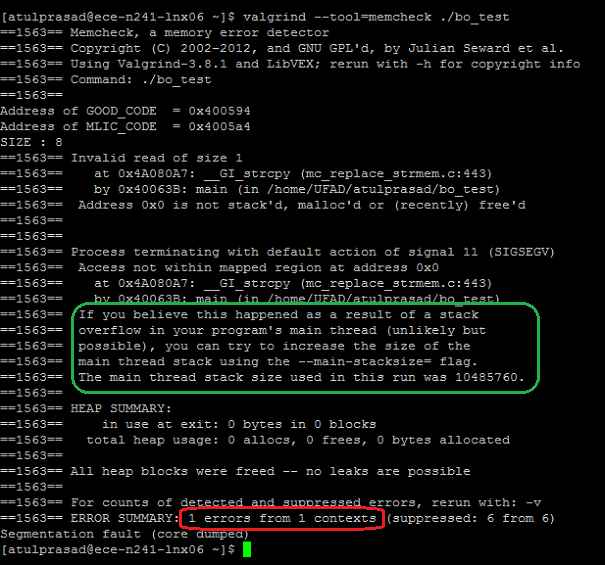 [atulprasad@ece-n241-lnx06 ~]$ valgrind --tool=memcheck ./bo_test
==1563== Memcheck, a memory error detector
==1563== Copyright (C) 2002-2012, and GNU GPL'd, by Julian Seward et al.
==1563== Using Valgrind-3.8.1 and LibVEX; rerun with -h for copyright info
==1563== Command: ./bo_test
==1563==
Address of GOOD_CODE  = 0x400594
Address of MLIC_CODE  = 0x4005a4
SIZE : 8
==1563== Invalid read of size 1
==1563==    at 0x4A080A7: __GI_strcpy (mc_replace_strmem.c:443)
==1563==    by 0x40063B: main (in /home/UFAD/atulprasad/bo_test)
==1563==  Address 0x0 is not stack'd, malloc'd or (recently) free'd
==1563==
==1563==
==1563== Process terminating with default action of signal 11 (SIGSEGV)
==1563==  Access not within mapped region at address 0x0
==1563==    at 0x4A080A7: __GI_strcpy (mc_replace_strmem.c:443)
==1563==    by 0x40063B: main (in /home/UFAD/atulprasad/bo_test)
==1563==  If you believe this happened as a result of a stack
==1563==  overflow in your program's main thread (unlikely but
==1563==  possible), you can try to increase the size of the
==1563==  main thread stack using the --main-stacksize= flag.
==1563==  The main thread stack size used in this run was 10485760.
==1563==
==1563== HEAP SUMMARY:
==1563==     in use at exit: 0 bytes in 0 blocks
==1563==   total heap usage: 0 allocs, 0 frees, 0 bytes allocated
==1563==
==1563== All heap blocks were freed -- no leaks are possible
==1563==
==1563== For counts of detected and suppressed errors, rerun with: -v
==1563== ERROR SUMMARY: 1 errors from 1 contexts (suppressed: 6 from 6)
Segmentation fault (core dumped)
[atulprasad@ece-n241-lnx06 ~]$